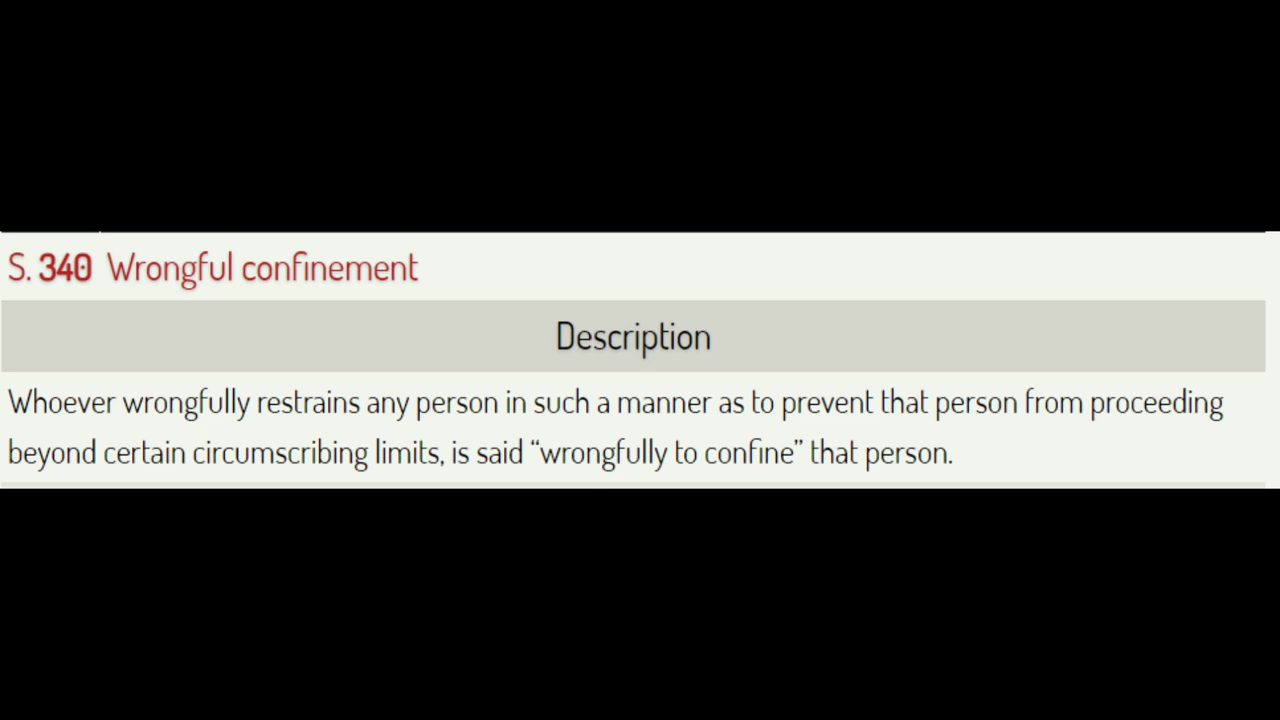 S. 340 Wrongful confinement
Description
Whoever wrongfully restrains any person in such a manner as to prevent that person from proceeding
beyond certain circumscribing limits, is said “wrongfully to confine” that person.